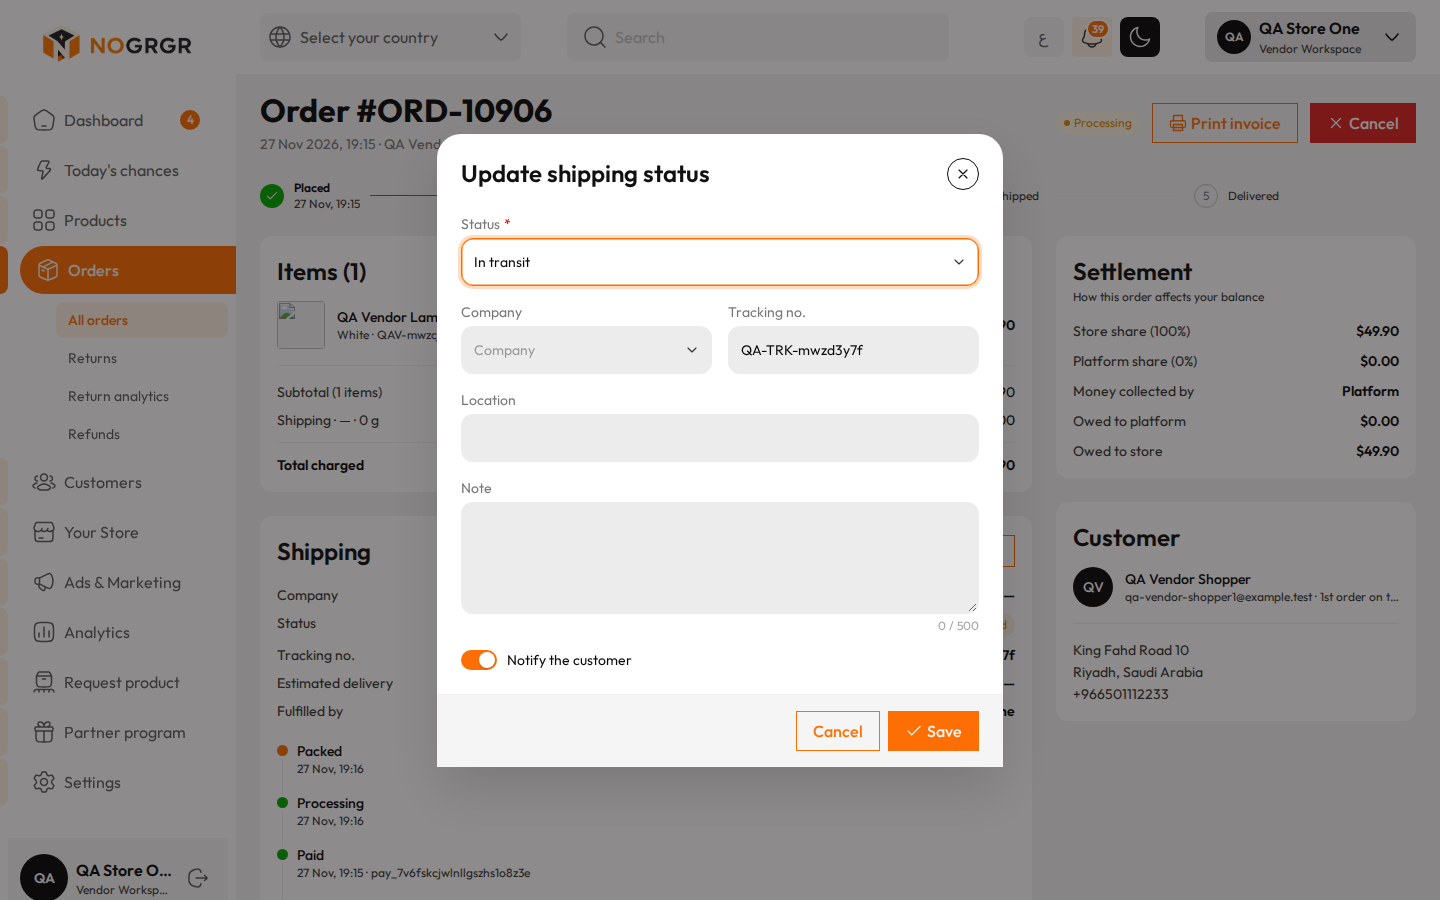 NOGRGR
Select your country
Search
ع
39
QA
QA Store One
Vendor Workspace
Dashboard
4
Today's chances
Products
Orders
All orders
Returns
Return analytics
Refunds
Customers
Your Store
Ads & Marketing
Analytics
Request product
Partner program
Settings
QA
QA Store O...
Vendor Worksp...
Order #ORD-10906
27 Nov 2026, 19:15 · QA Vend
Processing
Print invoice
Cancel
Placed
27 Nov, 19:15
hipped
5
Delivered
Items (1)
QA Vendor Lam
White · QAV-mwzc
90
Subtotal (1 items)
90
Shipping · — · 0 g
00
Total charged
90
Shipping
Company
—
Status
d
Tracking no.
7f
Estimated delivery
—
Fulfilled by
ne
Packed
27 Nov, 19:16
Processing
27 Nov, 19:16
Paid
27 Nov, 19:15 · pay_7v6fskcjwlnllgszhs1o8z3e
Settlement
How this order affects your balance
Store share (100%)
$49.90
Platform share (0%)
$0.00
Money collected by
Platform
Owed to platform
$0.00
Owed to store
$49.90
Customer
QV
QA Vendor Shopper
qa-vendor-shopper1@example.test · 1st order on t...
King Fahd Road 10
Riyadh, Saudi Arabia
+966501112233
Update shipping status
Status *
In transit
Company
Tracking no.
Company
QA-TRK-mwzd3y7f
Location
Note
0 / 500
Notify the customer
Cancel
Save